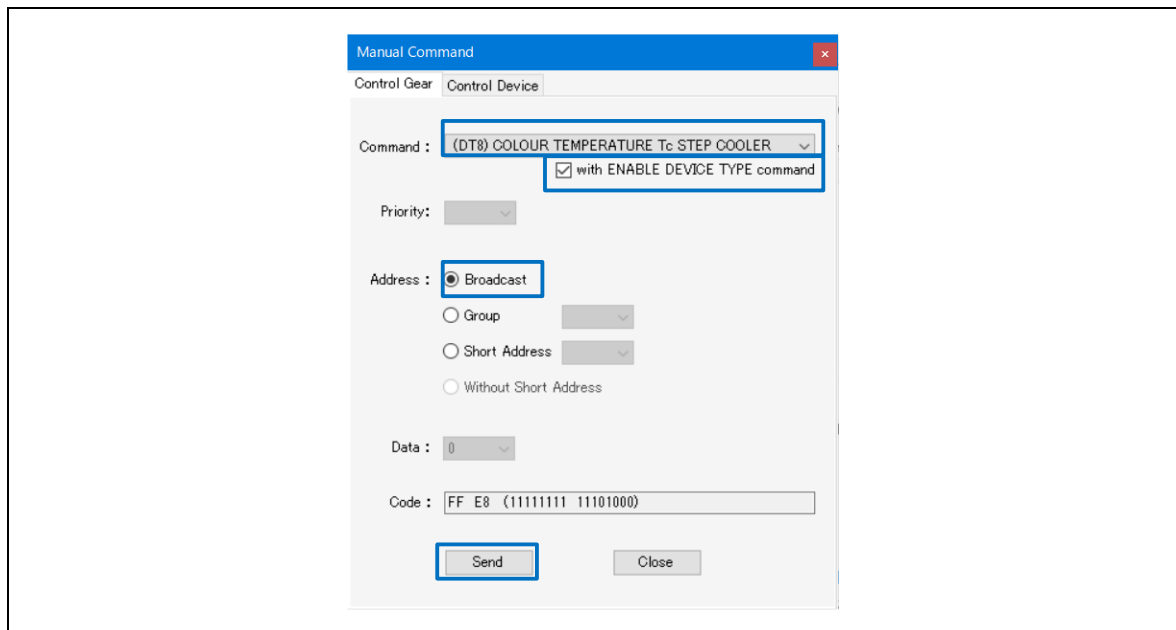 Manual Command
Control Gear Control Device
Command : (DT8) COLOUR TEMPERATURE Tc STEP COOLER
with ENABLE DEVICE TYPE command
Priority:
Address : Broadcast
Group
Short Address
Without Short Address
Data : 0
Code : FF E8 (11111111 11101000)
Send Close